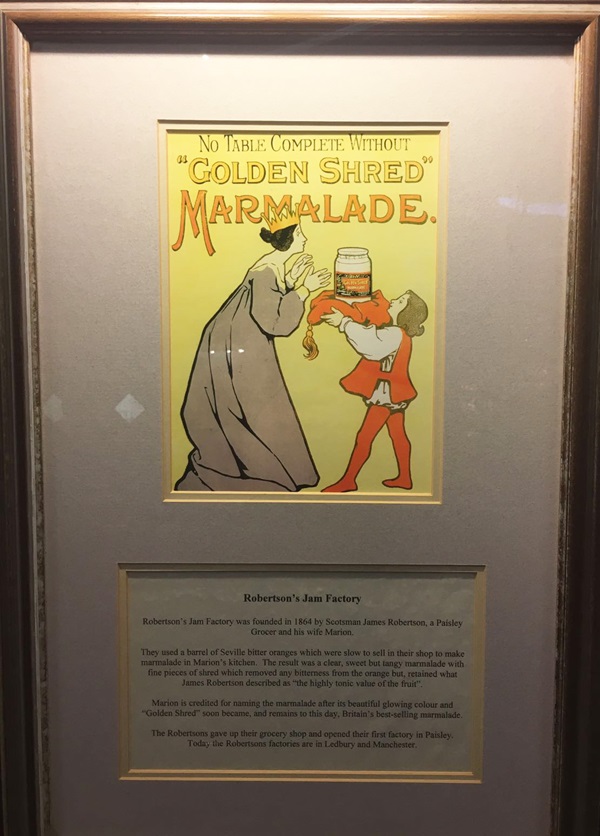 NO TABLE COMPLETE WITHOUT
"GOLDEN SHRED"
MARMALADE.
Robertson's Jam Factory
Robertson's Jam Factory was founded in 1864 by Scotsman James Robertson, a Paisley
Grocer and his wife Marion.
They used a barrel of Seville bitter oranges which were slow to sell in their shop to make
marmalade in Marion's kitchen. The result was a clear, sweet but tangy marmalade with
fine pieces of shred which removed any bitterness from the orange but, retained what
James Robertson described as "the highly tonic value of the fruit".
Marion is credited for naming the marmalade after its beautiful glowing colour and
"Golden Shred" soon became, and remains to this day, Britain's best-selling marmalade.
The Robertsons gave up their grocery shop and opened their first factory in Paisley.
Today the Robertsons factories are in Ledbury and Manchester.